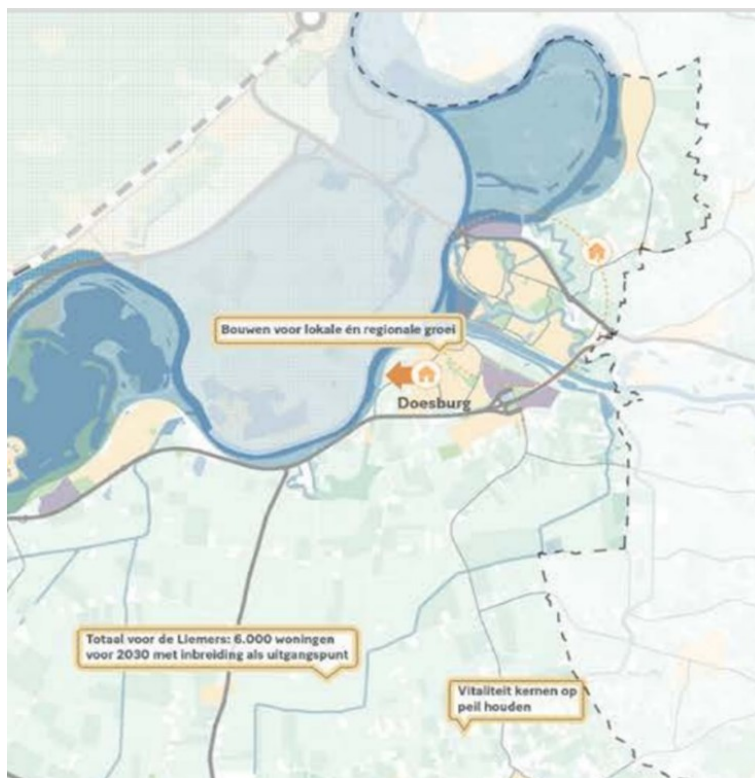 Bouwen voor lokale én regionale groei
Doesburg
Totaal voor de Liemers: 6.000 woningen
voor 2030 met inbreiding als uitgangspunt
Vitaliteit kernen op
peil houden